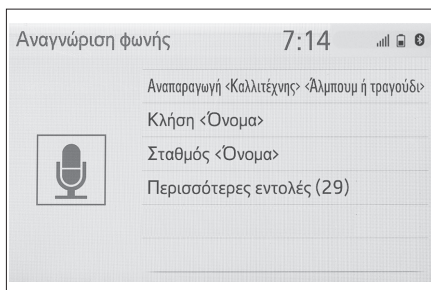 Αναγνώριση φωνής 7:14
Αναπαραγωγή <Καλλιτέχνης> <Άλμπουμ ή τραγούδι>
Κλήση <Όνομα>
Σταθμός <Όνομα>
Περισσότερες εντολές (29)